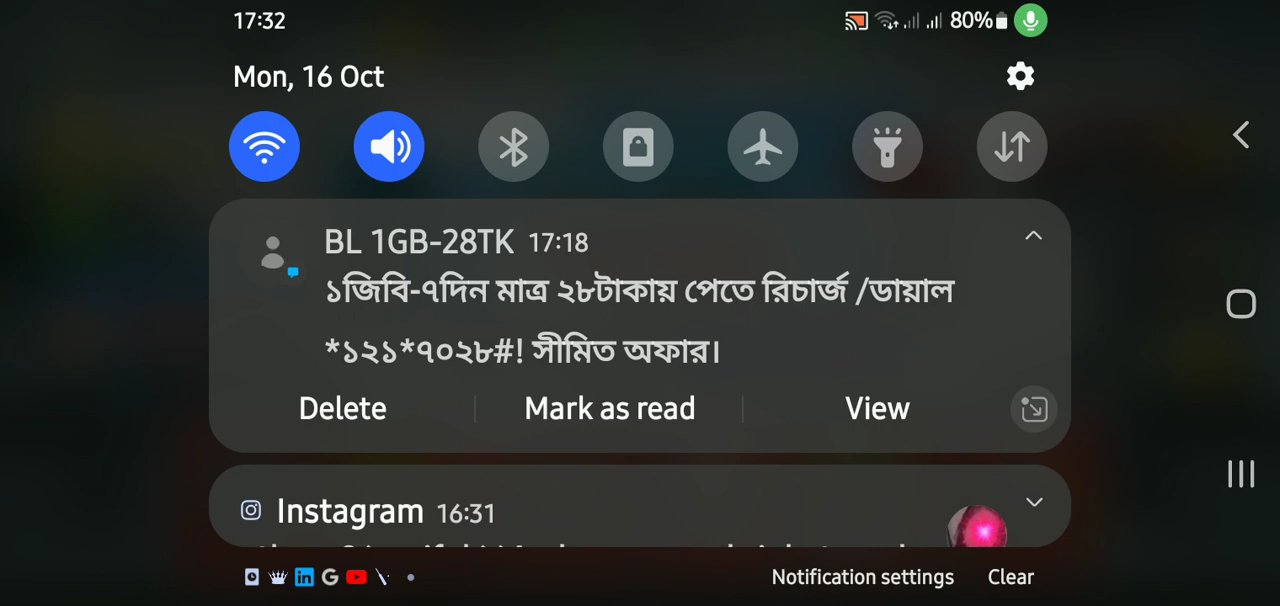 17:32
80%
Mon, 16 Oct
BL 1GB-28TK 17:18
১জিবি-৭দিন মাত্র ২৮টাকায় পেতে রিচার্জ /ডায়াল
*১২১*৭০২৮#! সীমিত অফার।
Delete Mark as read View
Instagram 16:31
Notification settings Clear